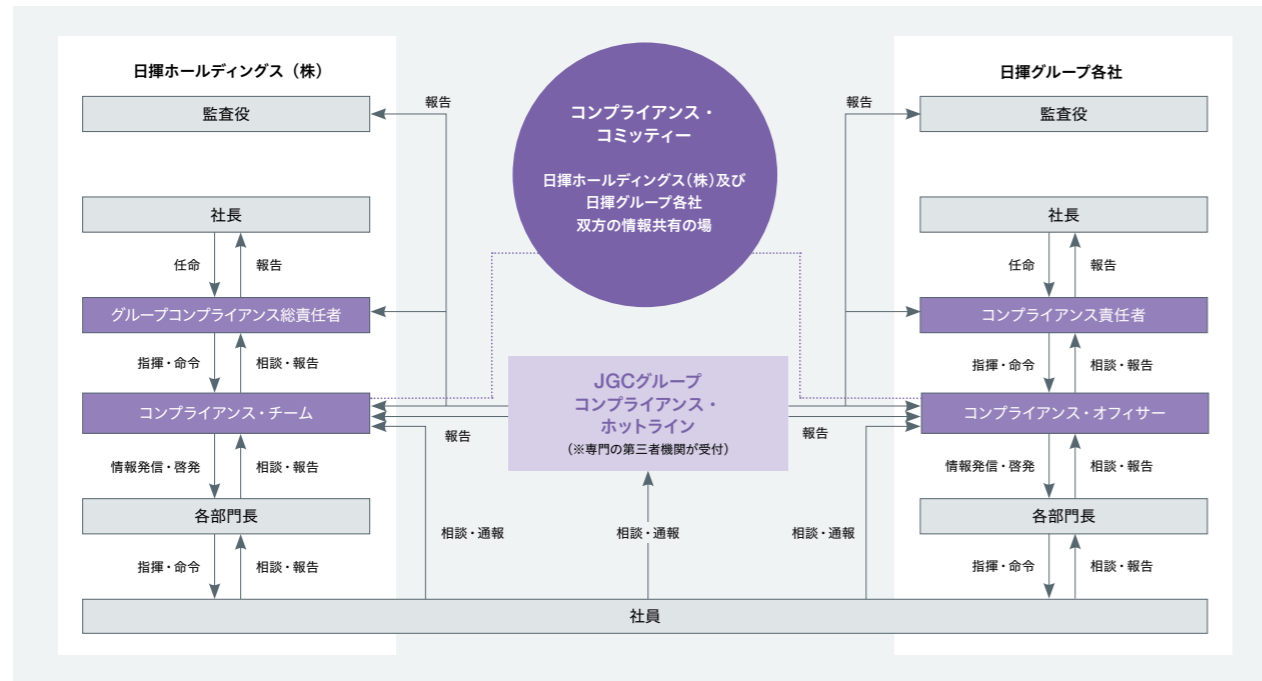 日揮ホールディングス（株）
監査役
報告
社長
任命
報告
グループコンプライアンス総責任者
指揮・命令
相談・報告
コンプライアンス・チーム
情報発信・啓発
相談・報告
各部門長
指揮・命令
相談・報告
コンプライアンス・
コミッティー
日揮ホールディングス（株）及び
日揮グループ各社
双方の情報共有の場
JGCグループ
コンプライアンス・
ホットライン
（※専門の第三者機関が受付）
報告
報告
相談・通報
相談・通報
相談・通報
日揮グループ各社
報告
監査役
社長
任命
報告
コンプライアンス責任者
指揮・命令
相談・報告
コンプライアンス・オフィサー
情報発信・啓発
相談・報告
各部門長
指揮・命令
相談・報告
社員